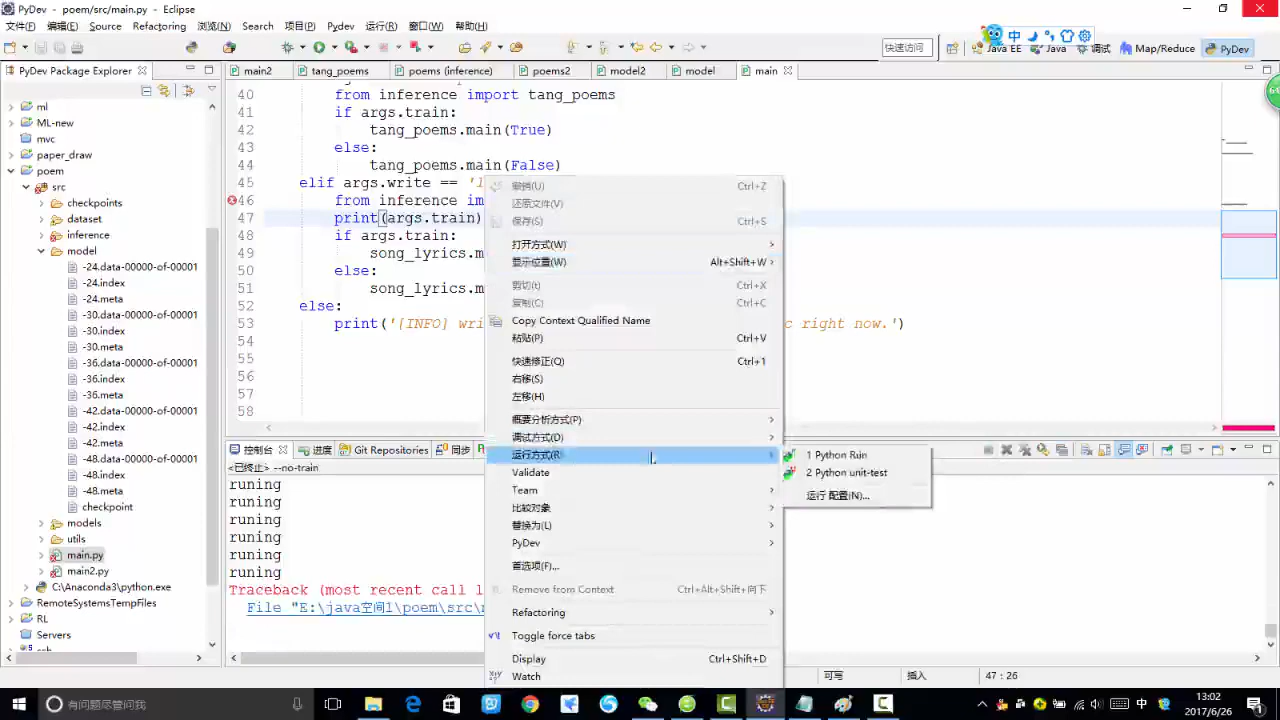 PyDev - poem/src/main.py - Eclipse
文件(F) 编辑(E) Source Refactoring 浏览(N) Search 项目(P) Pydev 运行(R) 窗口(W) 帮助(H)
中
快速访问 Java EE Java 调试 Map/Reduce PyDev
PyDev Package Explorer
main2 tang_poems poems (inference) poems2 model2 model main
ml
ML-new
mvc
paper_draw
poem
src
checkpoints
dataset
inference
model
-24.data-00000-of-00001
-24.index
-24.meta
-30.data-00000-of-00001
-30.index
-30.meta
-36.data-00000-of-00001
-36.index
-36.meta
-42.data-00000-of-00001
-42.index
-42.meta
-48.data-00000-of-00001
-48.index
-48.meta
checkpoint
models
utils
main.py
main2.py
C:\Anaconda3\python.exe
RemoteSystemsTempFiles
RL
Servers
40 from inference import tang_poems
41 if args.train:
42 tang_poems.main(True)
43 else:
44 tang_poems.main(False)
45 elif args.write == '
46 from inference im
47 print(args.train)
48 if args.train:
49 song_lyrics.m
50 else:
51 song_lyrics.m
52 else:
53 print('[INFO] wri c right now.')
54
55
56
57
58
撤销(U) Ctrl+Z
还原文件(V)
保存(S) Ctrl+S
打开方式(W)
显示位置(W) Alt+Shift+W
剪切(t) Ctrl+X
复制(C) Ctrl+C
Copy Context Qualified Name
粘贴(P) Ctrl+V
快速修正(Q) Ctrl+1
右移(S)
左移(H)
概要分析方式(P)
调试方式(D)
运行方式(R)
Validate
Team
比较对象
替换为(L)
PyDev
首选项(F)...
Remove from Context Ctrl+Alt+Shift+向下
Refactoring
Toggle force tabs
Display Ctrl+Shift+D
Watch
1 Python Run
2 Python unit-test
运行 配置(N)...
控制台 进度 Git Repositories 同步
<已终止> --no-train
runing
runing
runing
runing
runing
runing
Traceback (most recent call l
File "E:\java空间1\poem\src\m
可写 插入 47 : 26
有问题尽管问我
中
13:02
2017/6/26